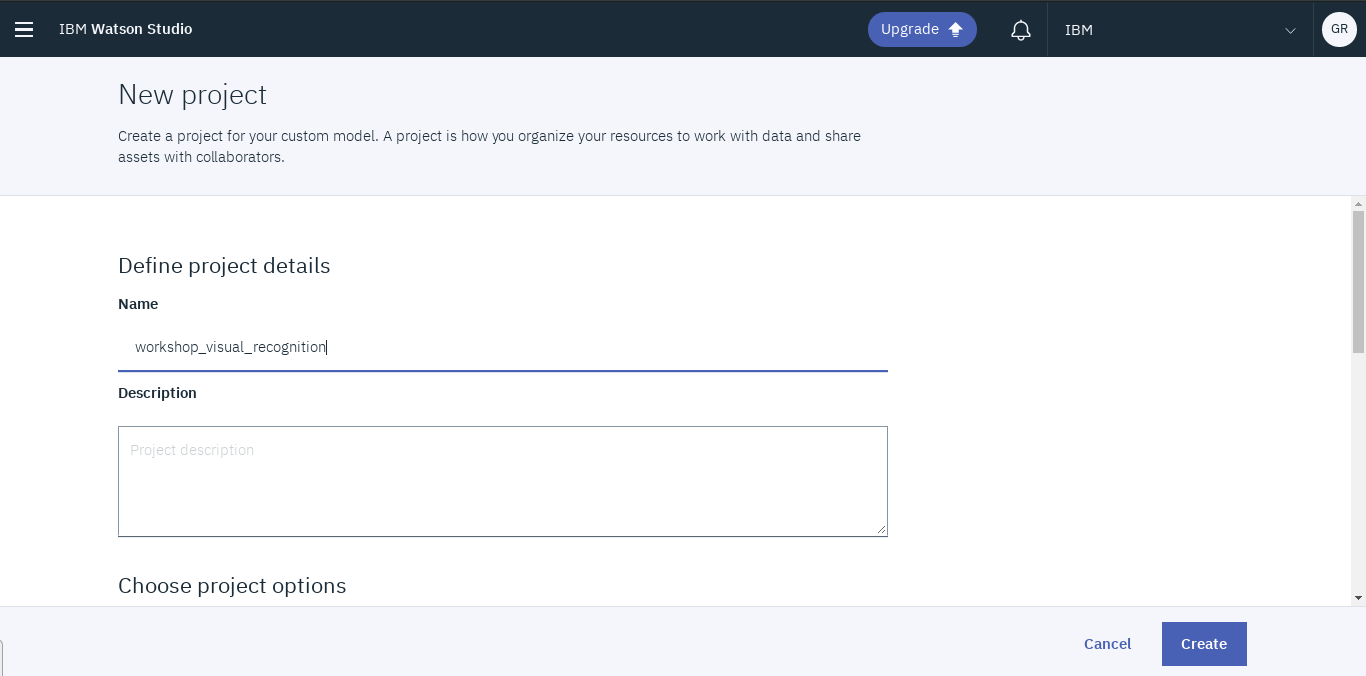 IBM Watson Studio
Upgrade
IBM
GR
New project
Create a project for your custom model. A project is how you organize your resources to work with data and share
assets with collaborators.
Define project details
Name
workshop_visual_recognition
Description
Project description
Choose project options
Cancel
Create